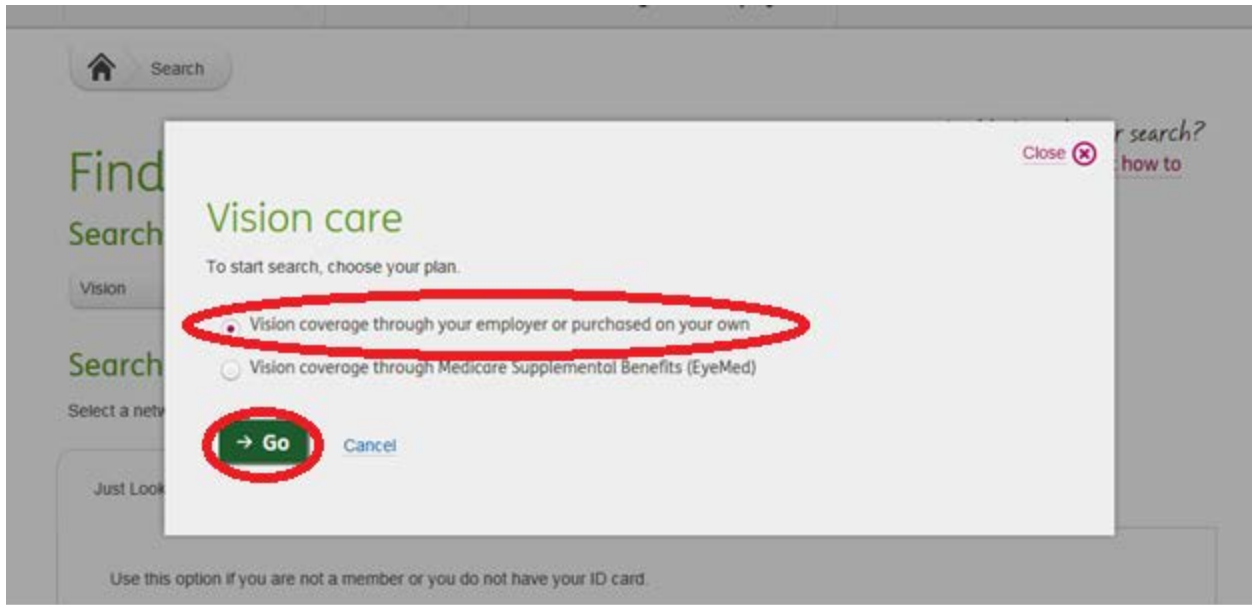 Search
r search?
Find
Close
how to
Vision care
Search
To start search, choose your plan.
Vision
Vision coverage through your employer or purchased on your own
Search
Vision coverage through Medicare Supplemental Benefits (EyeMed)
Select a netw
→ Go
Cancel
Just Look
Use this option if you are not a member or you do not have your ID card.